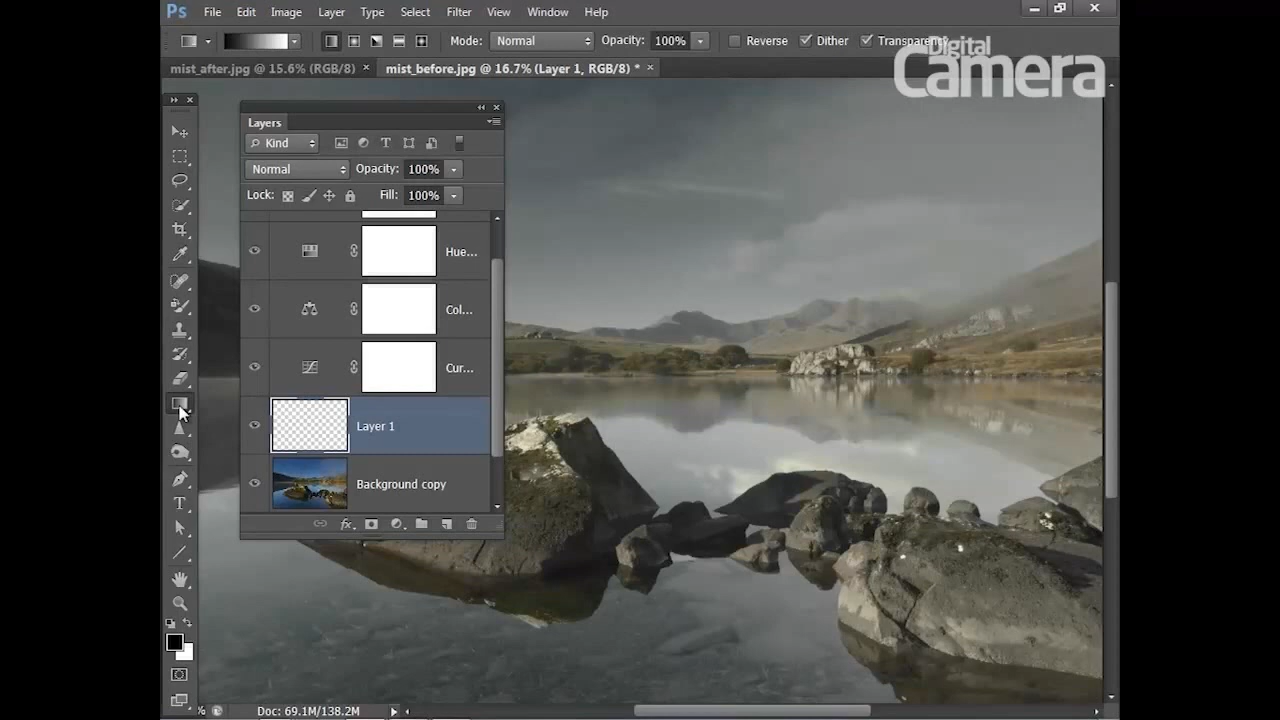 Ps File Edit Image Layer Type Select Filter View Window Help
Mode: Normal Opacity: 100% Reverse Dither Transparency
Digital
Camera
mist_after.jpg @ 15.6% (RGB/8) × mist_before.jpg @ 16.7% (Layer 1, RGB/8) * ×
Layers
Kind
Normal Opacity: 100%
Lock: Fill: 100%
Hue...
Col...
Cur...
Layer 1
Background copy
fx
% Doc: 69.1M/138.2M